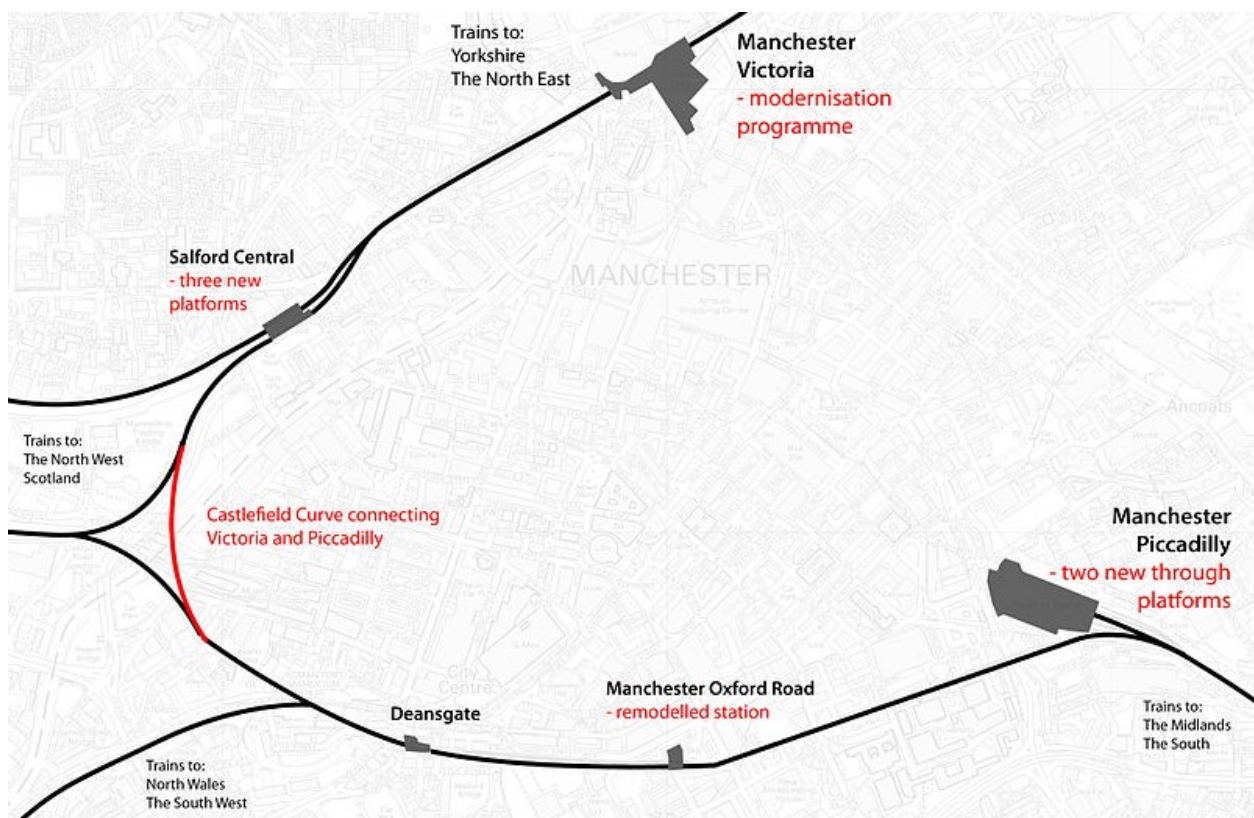 Trains to:
Yorkshire
The North East
Manchester
Victoria
- modernisation
programme
Salford Central
- three new
platforms
MANCHESTER
Ancoats
Trains to:
The North West
Scotland
Castlefield Curve connecting
Victoria and Piccadilly
Manchester
Piccadilly
- two new through
platforms
City
Centre
Manchester Oxford Road
- remodelled station
Deansgate
Trains to:
The Midlands
The South
Trains to:
North Wales
The South West